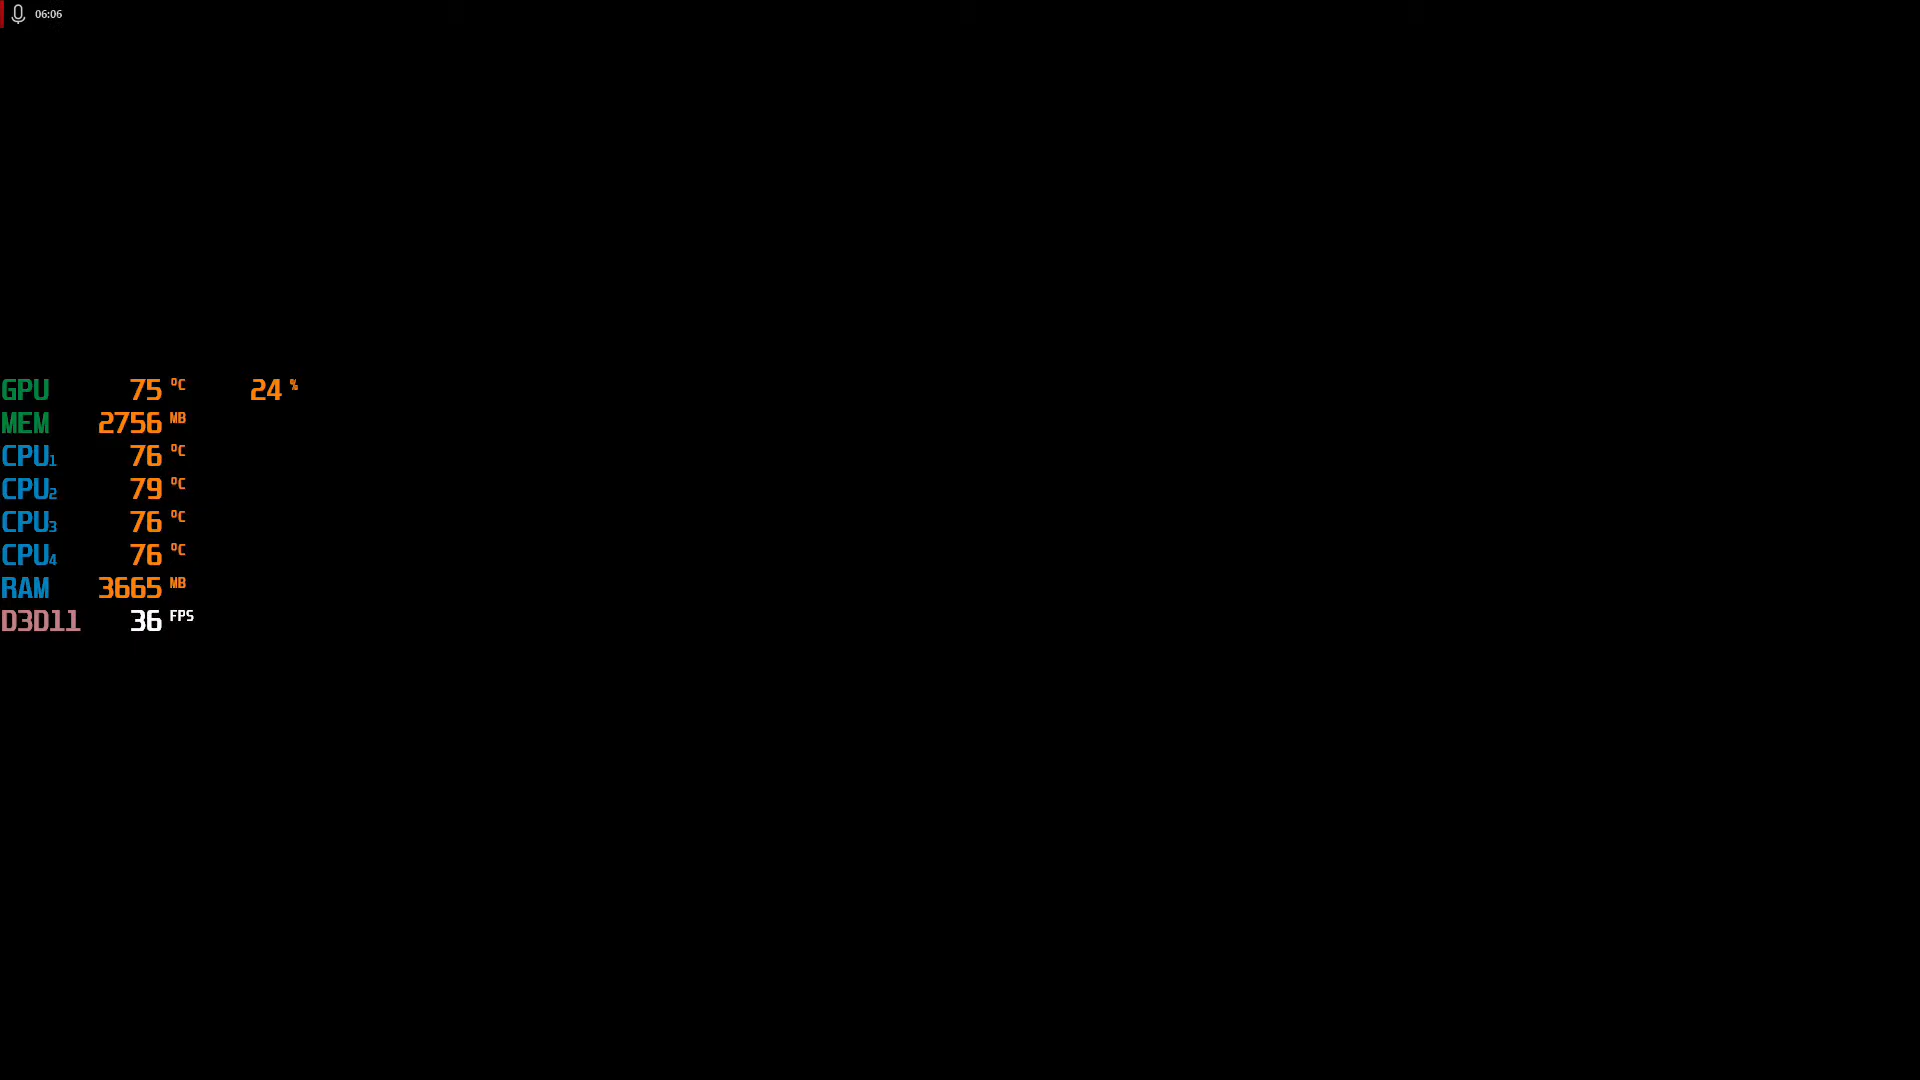 06:06
GPU 75 °C 24 %
MEM 2756 MB
CPU1 76 °C
CPU2 79 °C
CPU3 76 °C
CPU4 76 °C
RAM 3665 MB
D3D11 36 FPS